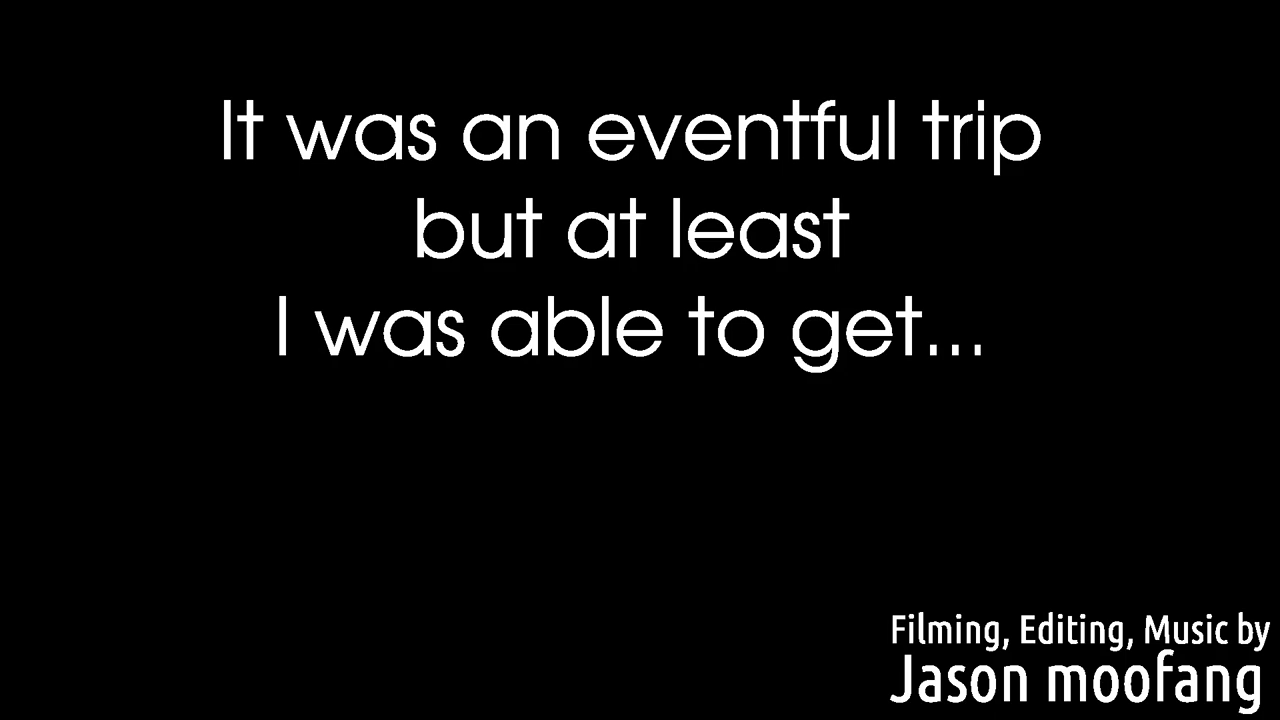 It was an eventful trip
but at least
I was able to get...
Filming, Editing, Music by
Jason moofang